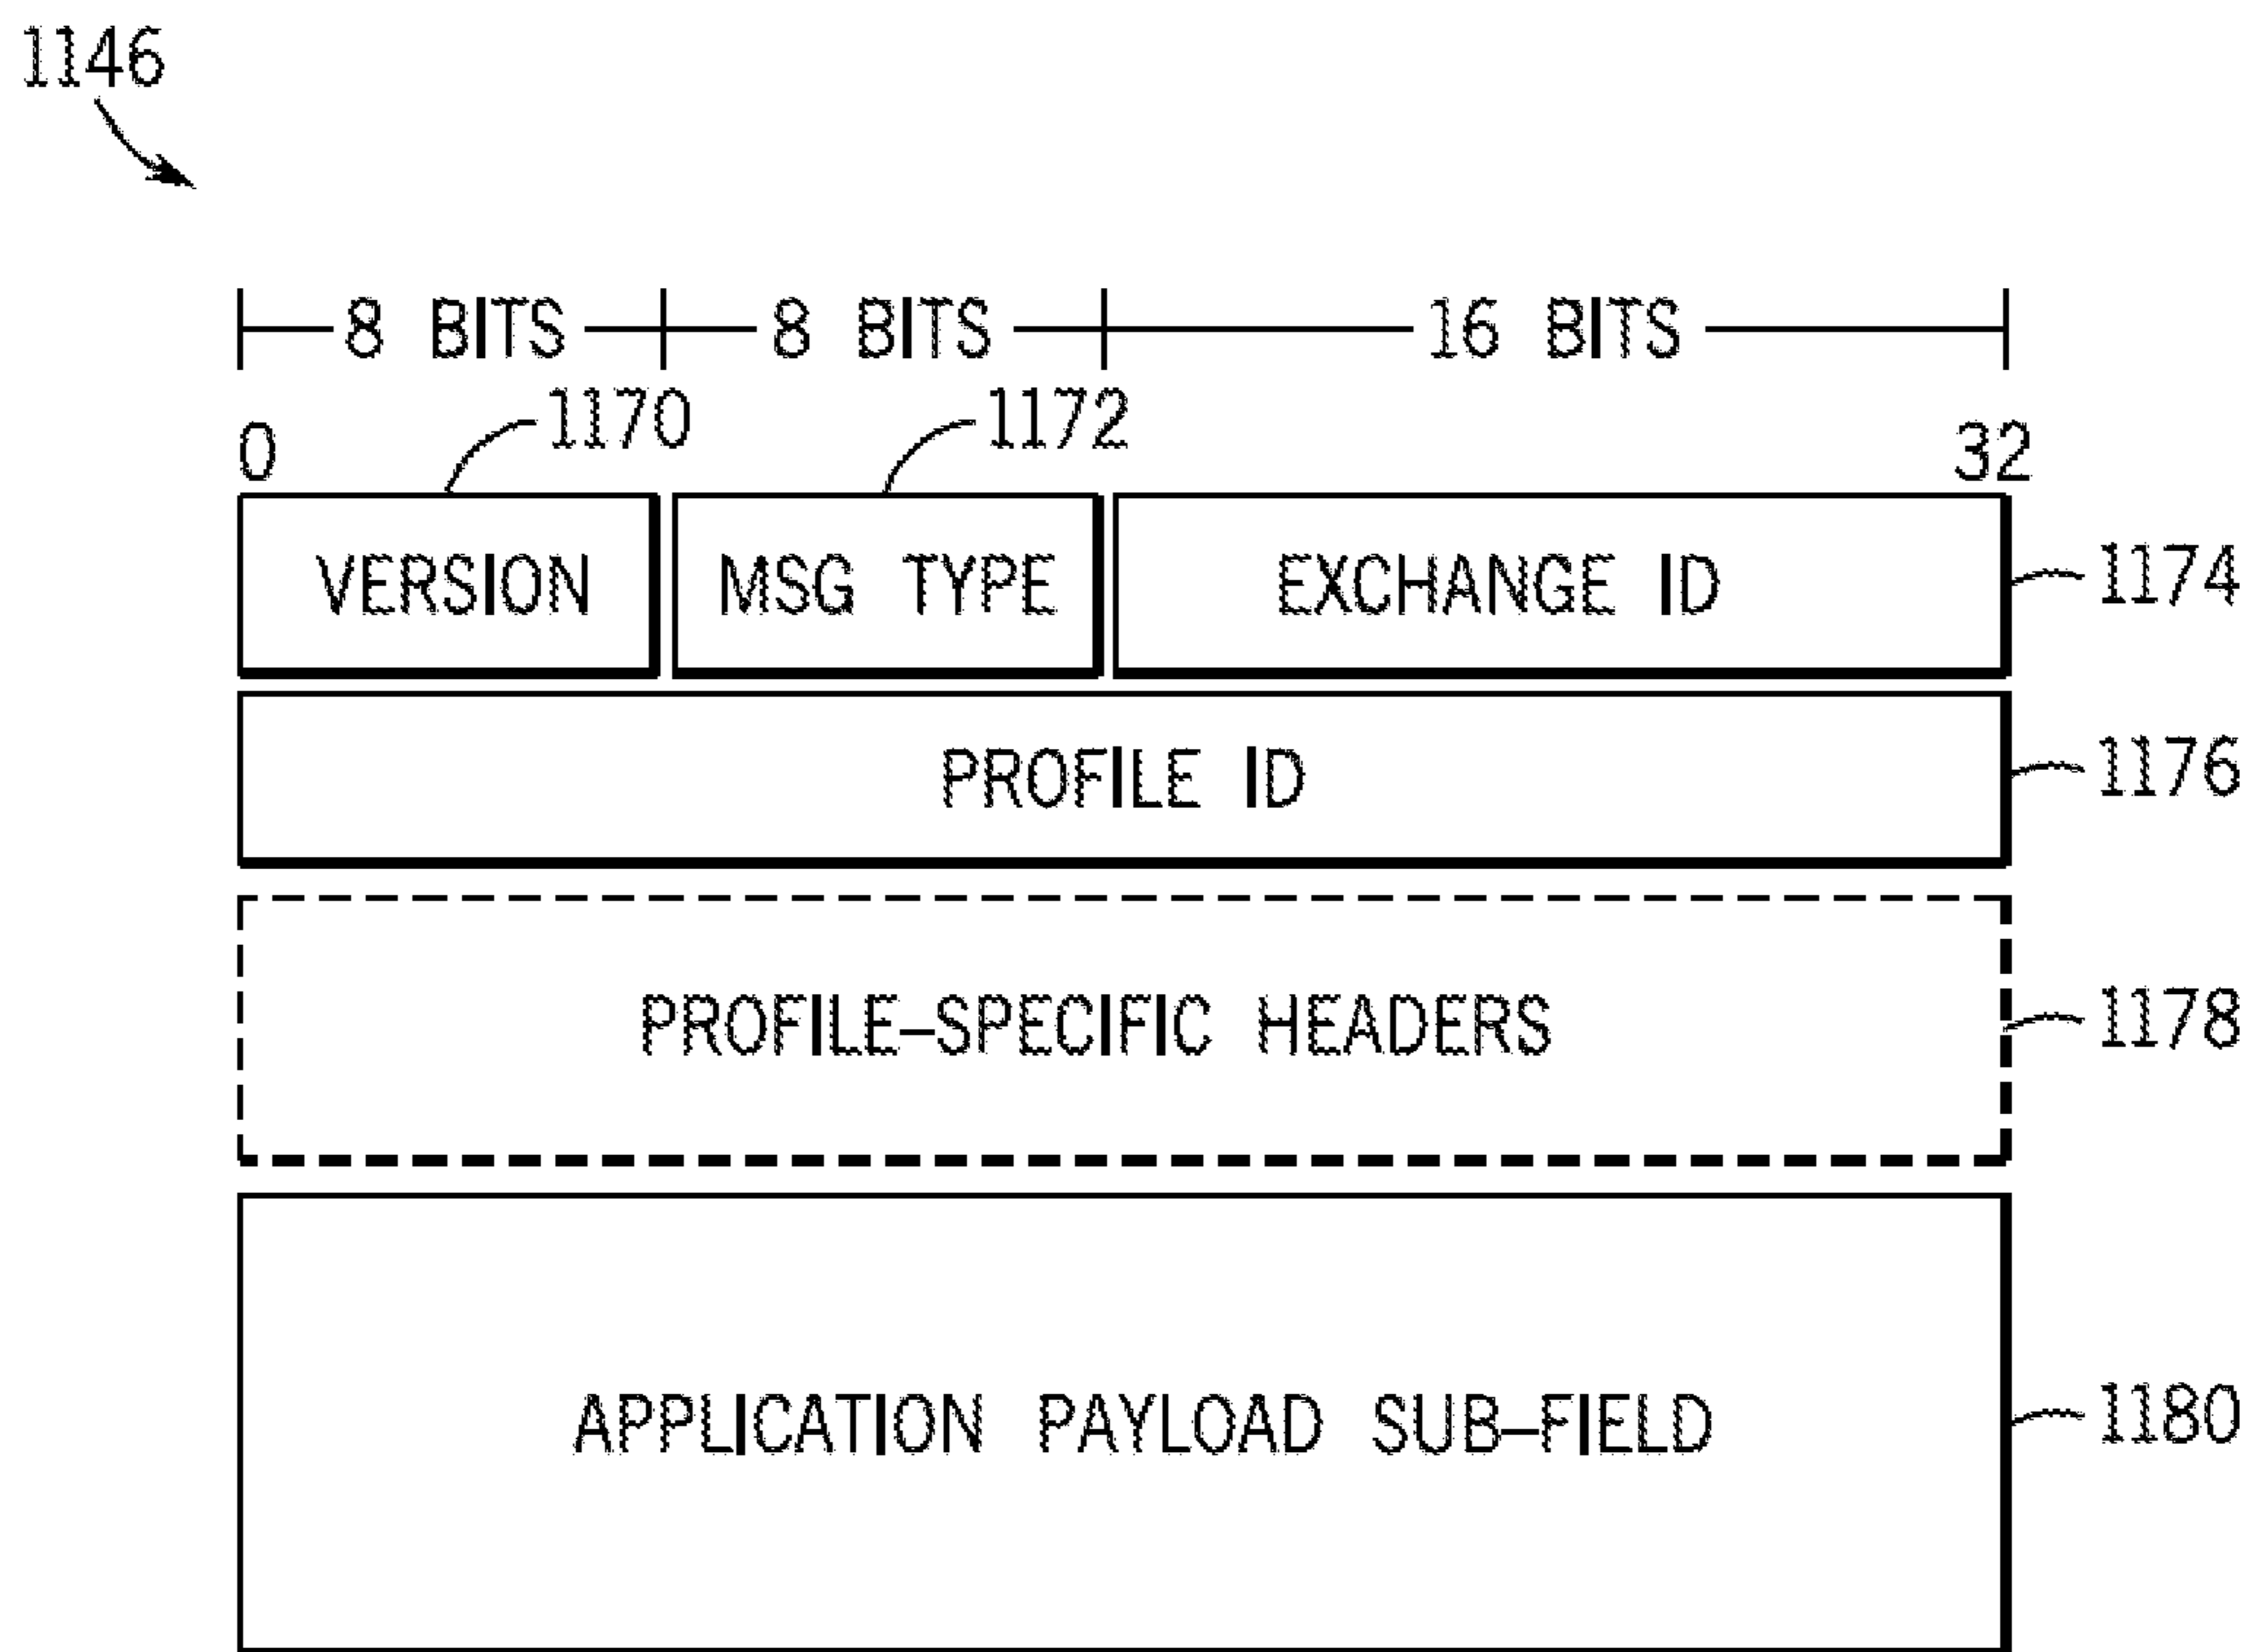 1146
8 BITS 8 BITS 16 BITS
1170 1172
0 32
VERSION MSG TYPE EXCHANGE ID 1174
PROFILE ID 1176
PROFILE–SPECIFIC HEADERS 1178
APPLICATION PAYLOAD SUB–FIELD 1180